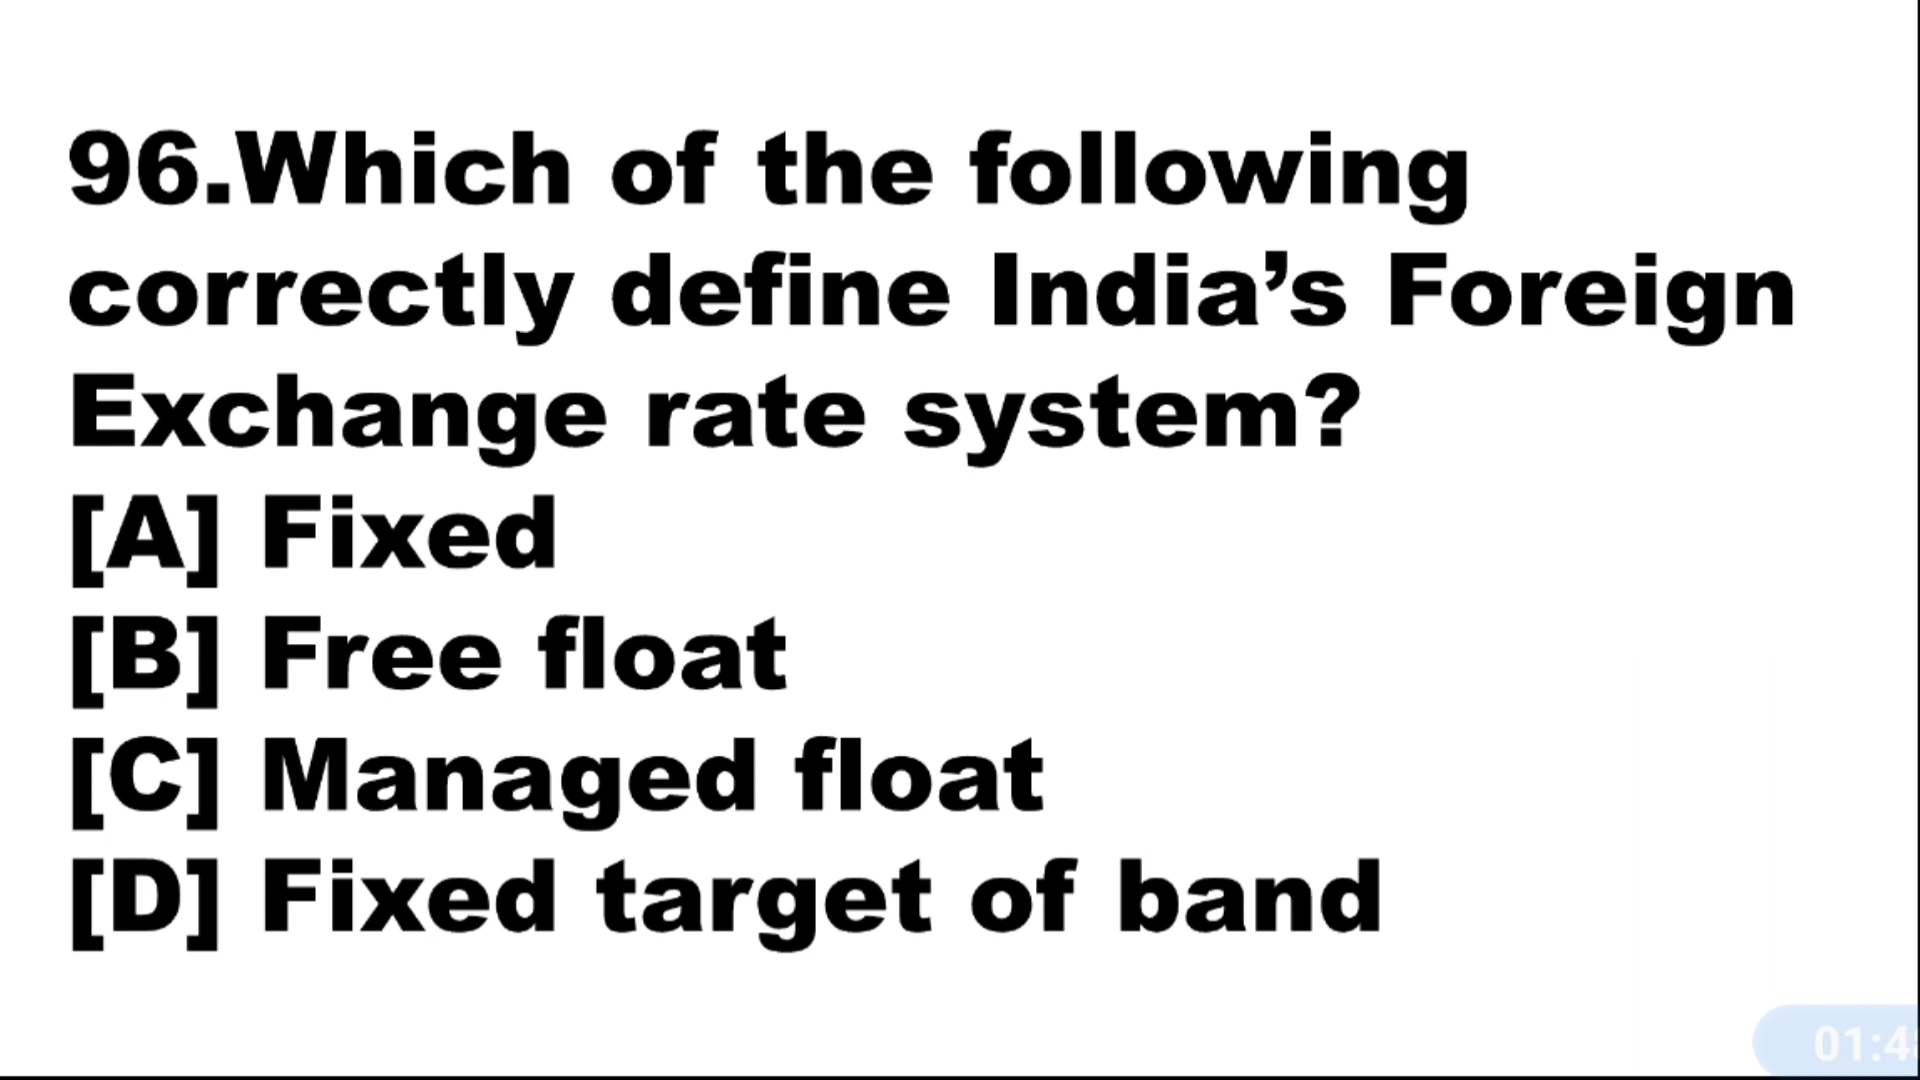 96.Which of the following
correctly define India’s Foreign
Exchange rate system?
[A] Fixed
[B] Free float
[C] Managed float
[D] Fixed target of band
01:4